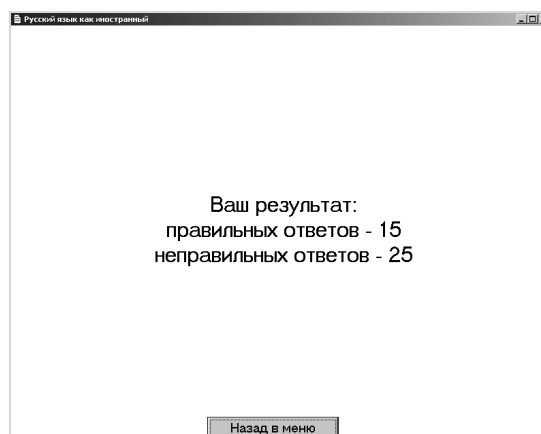 Русский язык как иностранный
Ваш результат:
правильных ответов - 15
неправильных ответов - 25
Назад в меню